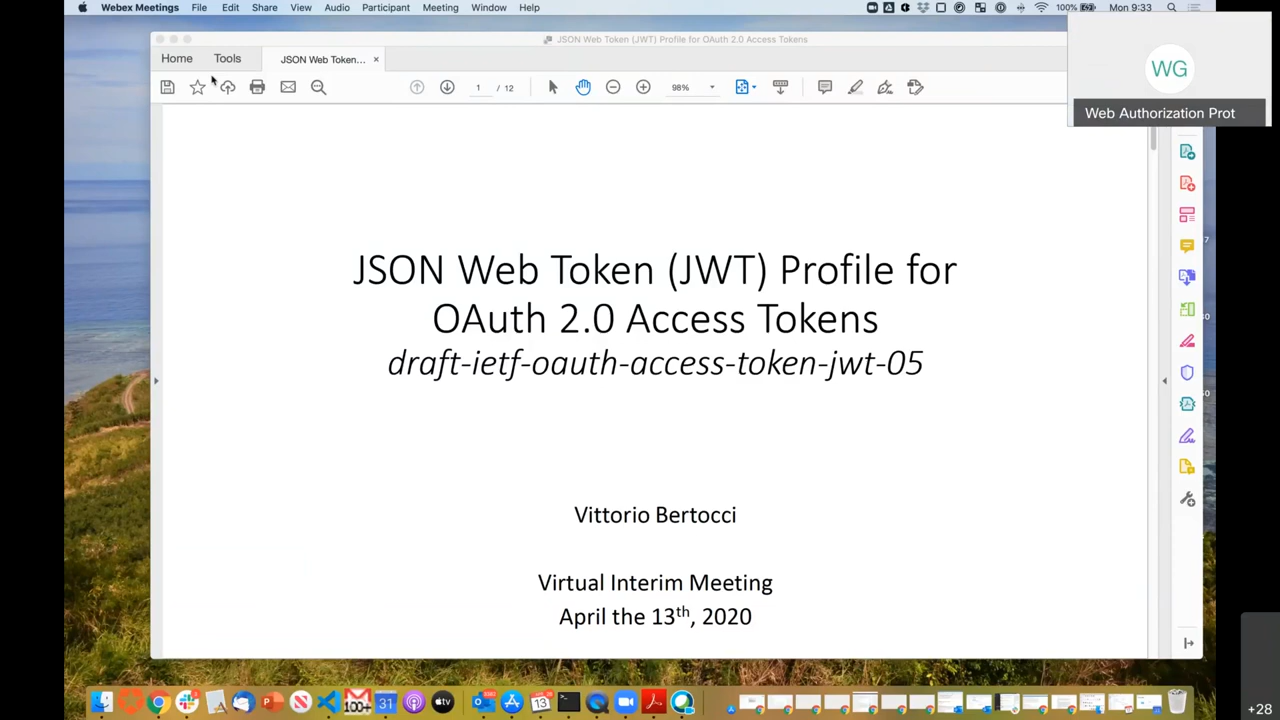 Webex Meetings File Edit Share View Audio Participant Meeting Window Help 100% Mon 9:33
JSON Web Token (JWT) Profile for OAuth 2.0 Access Tokens
Home Tools JSON Web Token... ×
1 / 12 98%
WG
Web Authorization Prot
JSON Web Token (JWT) Profile for
OAuth 2.0 Access Tokens
draft-ietf-oauth-access-token-jwt-05
Vittorio Bertocci
Virtual Interim Meeting
April the 13th, 2020
100+
31
13
+28